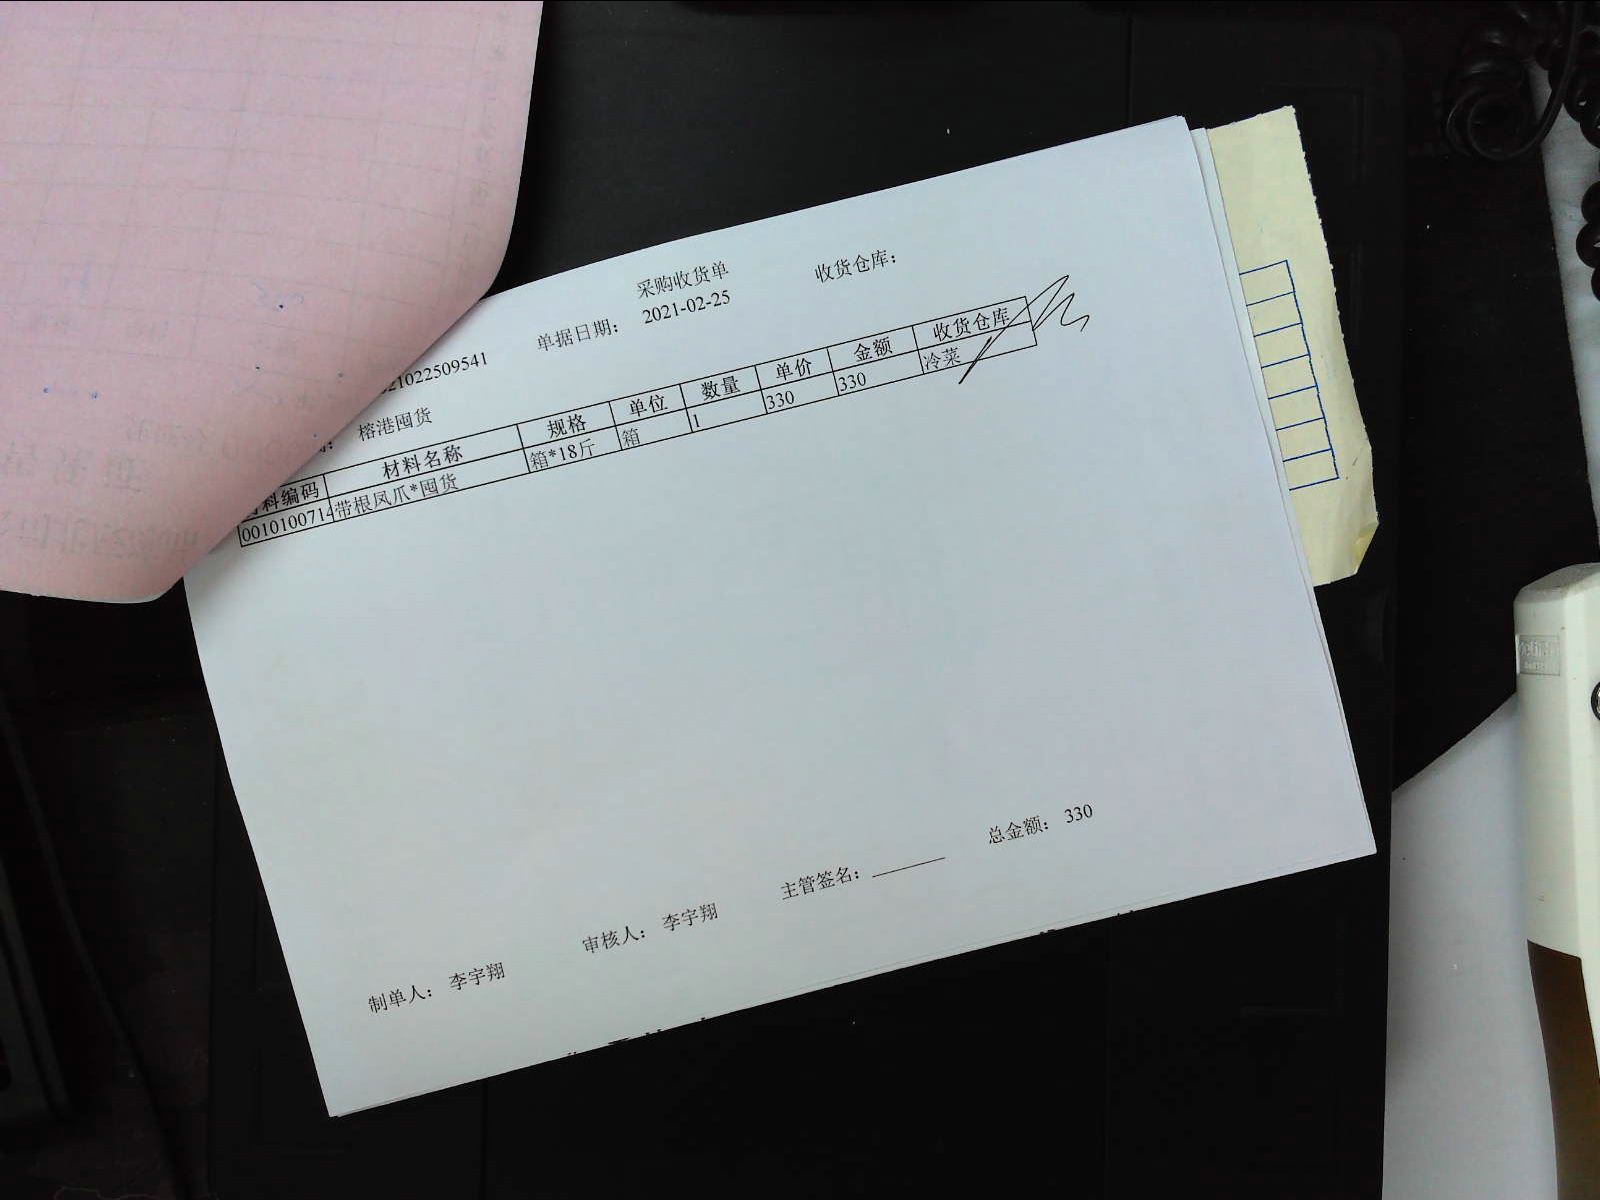 采购收货单
单据日期： 2021-02-25 收货仓库：
21022509541
榕港囤货
料编码 材料名称 规格 单位 数量 单价 金额 收货仓库
0010100714 带根凤爪*囤货 箱*18斤 箱 1 330 330 冷菜
制单人： 李宇翔 审核人： 李宇翔 主管签名： 总金额： 330